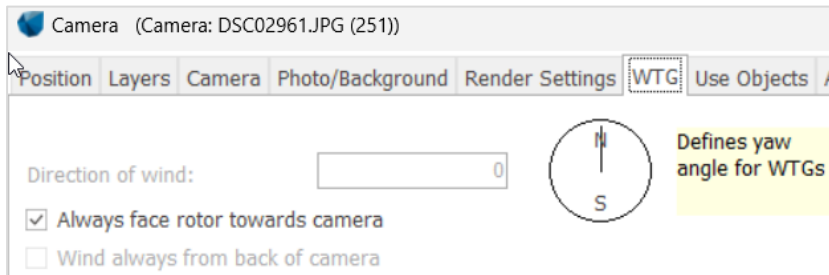 Camera (Camera: DSC02961.JPG (251))
Position Layers Camera Photo/Background Render Settings WTG Use Objects
N
Defines yaw
angle for WTGs
Direction of wind: 0
S
Always face rotor towards camera
Wind always from back of camera